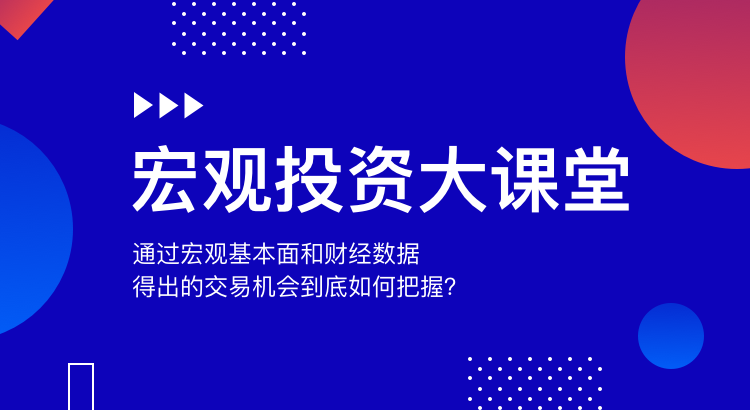 宏观投资大课堂
通过宏观基本面和财经数据
得出的交易机会到底如何把握?